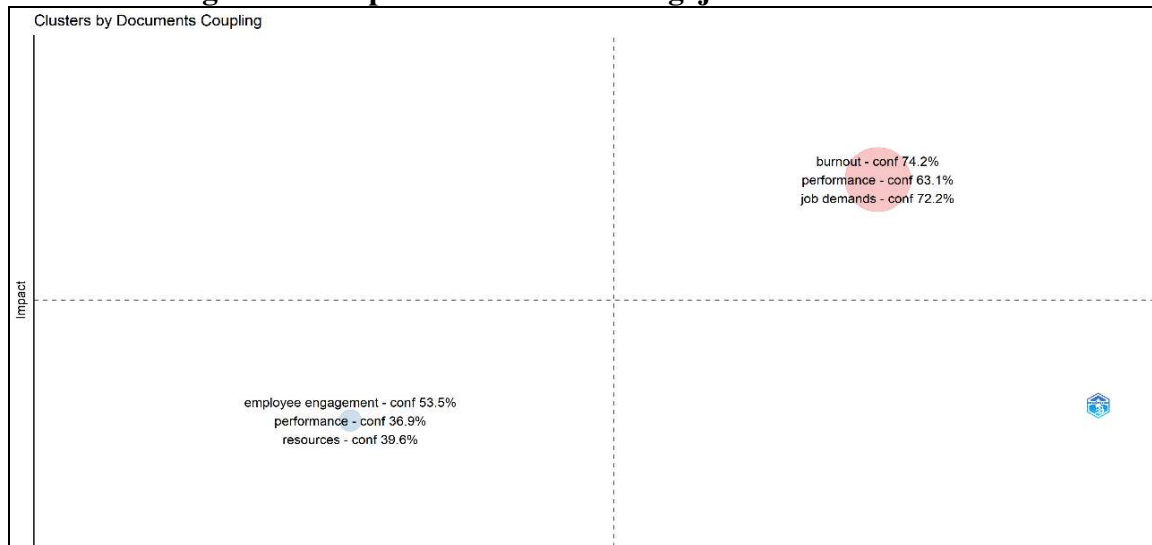 Clusters by Documents Coupling
burnout - conf 74.2%
performance - conf 63.1%
job demands - conf 72.2%
Impact
employee engagement - conf 53.5%
performance - conf 36.9%
resources - conf 39.6%